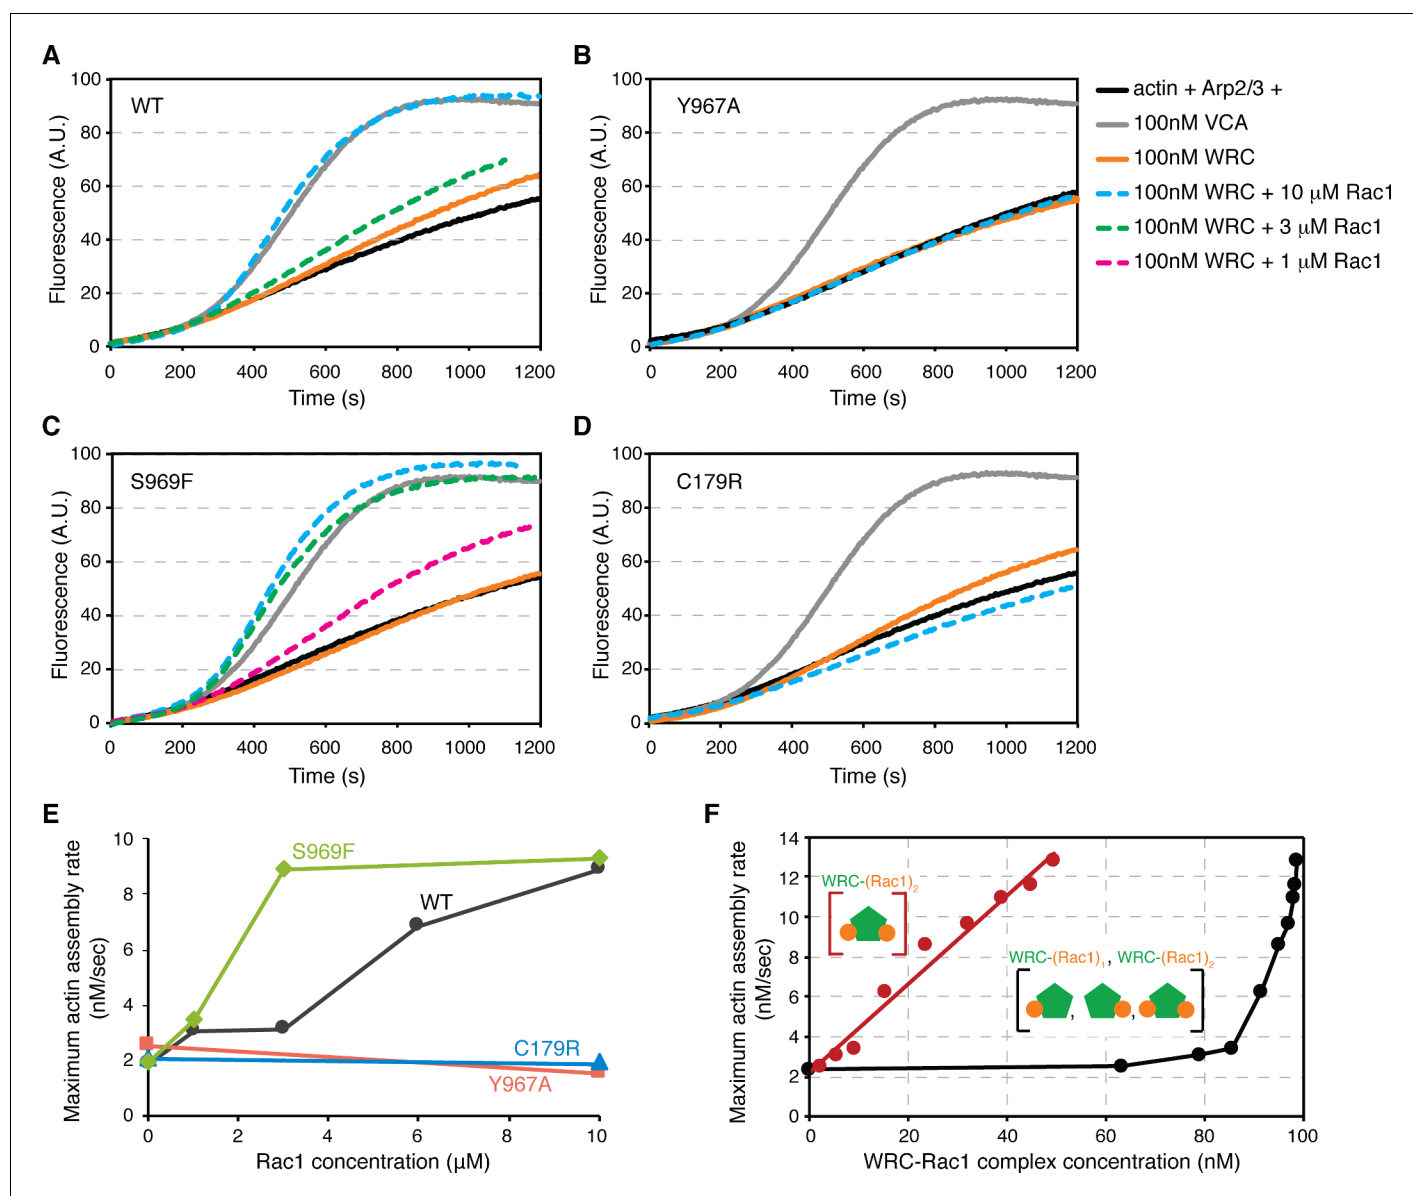 A
Fluorescence (A.U.)
100
80
60
40
20
0
WT
0 200 400 600 800 1000 1200
Time (s)
B
Fluorescence (A.U.)
100
80
60
40
20
0
Y967A
0 200 400 600 800 1000 1200
Time (s)
actin + Arp2/3 +
100nM VCA
100nM WRC
100nM WRC + 10 μM Rac1
100nM WRC + 3 μM Rac1
100nM WRC + 1 μM Rac1
C
Fluorescence (A.U.)
100
80
60
40
20
0
S969F
0 200 400 600 800 1000 1200
Time (s)
D
Fluorescence (A.U.)
100
80
60
40
20
0
C179R
0 200 400 600 800 1000 1200
Time (s)
E
Maximum actin assembly rate
(nM/sec)
10
8
6
4
2
0
S969F
WT
C179R
Y967A
0 2 4 6 8 10
Rac1 concentration (μM)
F
Maximum actin assembly rate
(nM/sec)
14
12
10
8
6
4
2
0
WRC-(Rac1)2
WRC-(Rac1)1, WRC-(Rac1)2
, ,
0 20 40 60 80 100
WRC-Rac1 complex concentration (nM)